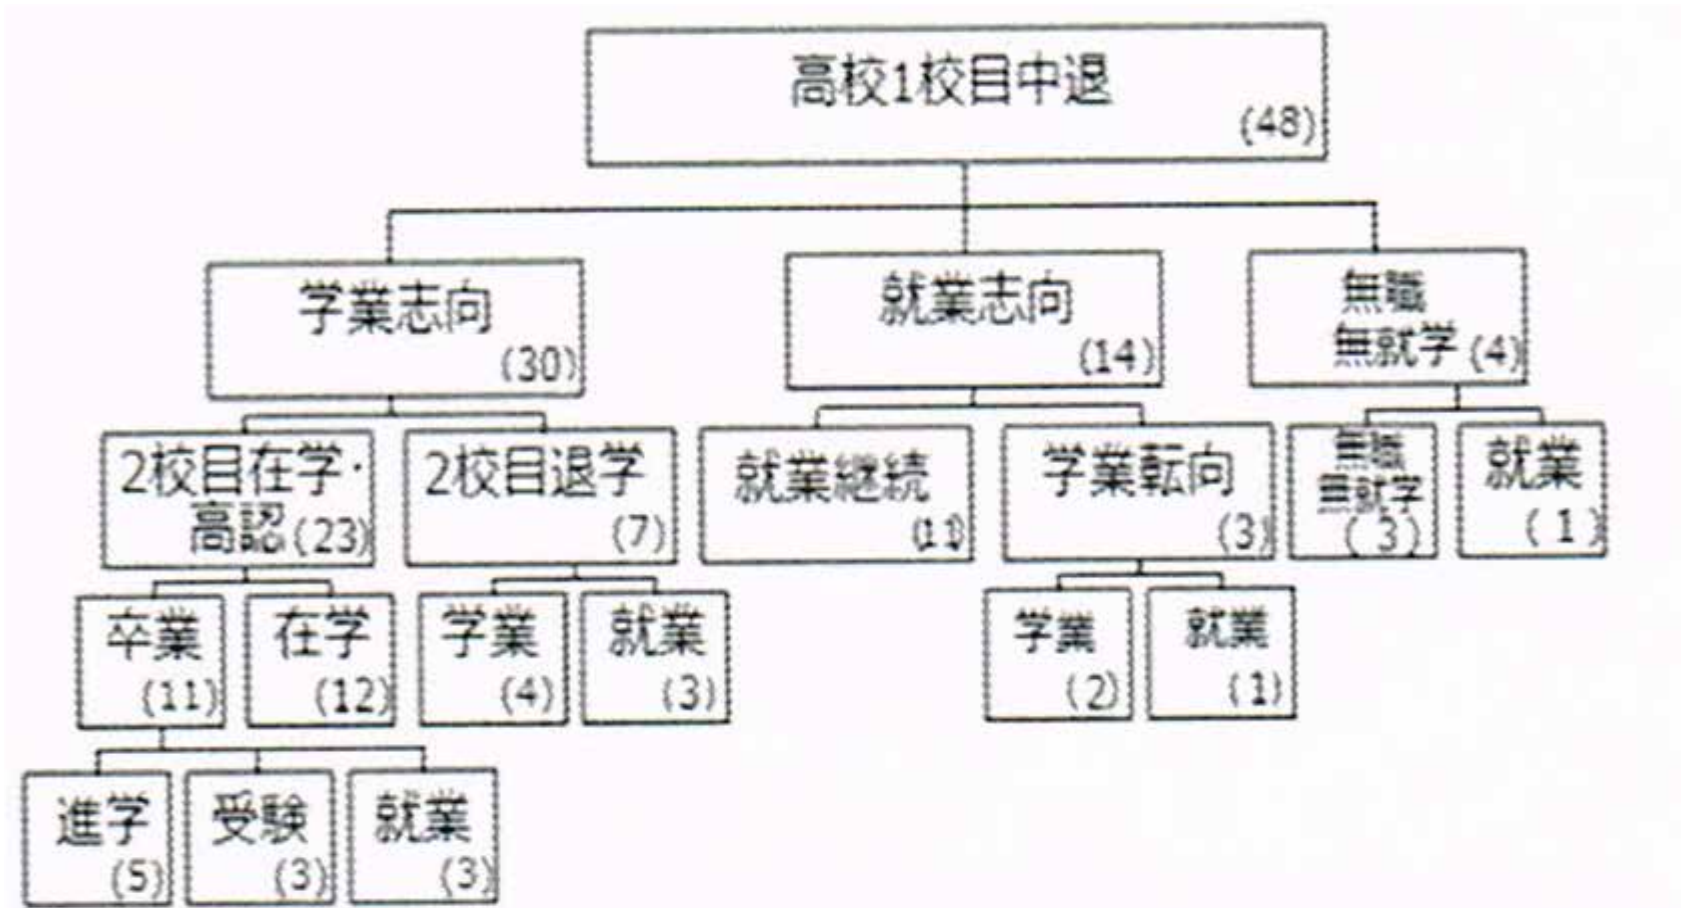 高校1校目中退
(48)
学業志向
(30)
就業志向
(14)
無職
無就学(4)
2校目在学・
高認(23)
2校目退学
(7)
就業継続
(11)
学業転向
(3)
無職
無就学
(3)
就業
(1)
卒業
(11)
在学
(12)
学業
(4)
就業
(3)
学業
(2)
就業
(1)
進学
(5)
受験
(3)
就業
(3)